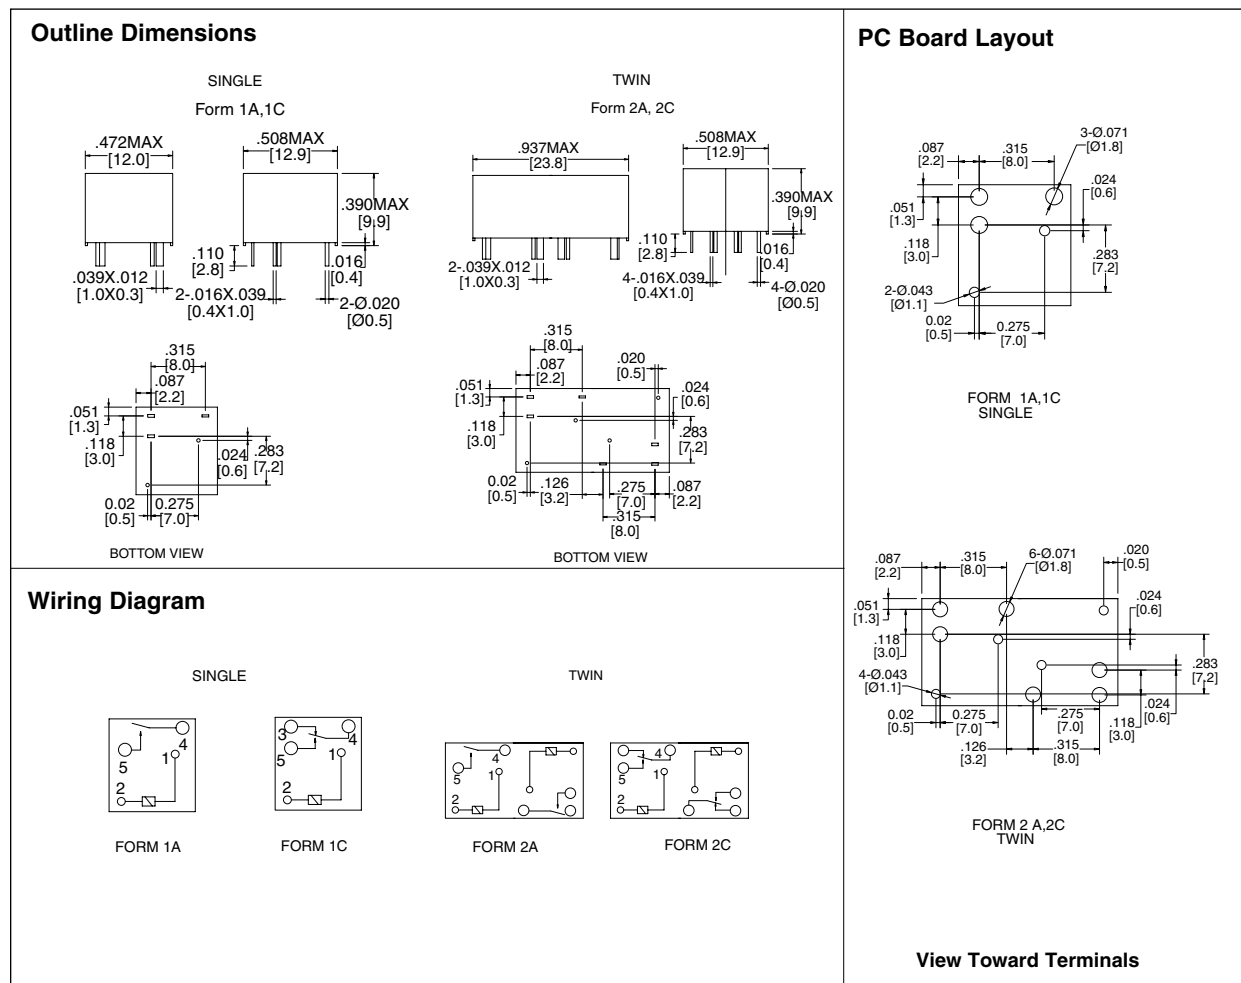 Outline Dimensions
SINGLE
Form 1A,1C
.472MAX
[12.0]
.508MAX
[12.9]
.390MAX
[9.9]
.110
[2.8]
.016
[0.4]
.039X.012
[1.0X0.3]
2-.016X.039
[0.4X1.0]
2-Ø.020
[Ø0.5]
TWIN
Form 2A, 2C
.937MAX
[23.8]
.508MAX
[12.9]
.390MAX
[9.9]
.110
[2.8]
.016
[0.4]
2-.039X.012
[1.0X0.3]
4-.016X.039
[0.4X1.0]
4-Ø.020
[Ø0.5]
.315
[8.0]
.087
[2.2]
.051
[1.3]
.118
[3.0]
.024
[0.6]
.283
[7.2]
0.02
[0.5]
0.275
[7.0]
BOTTOM VIEW
.315
[8.0]
.087
[2.2]
.020
[0.5]
.051
[1.3]
.024
[0.6]
.118
[3.0]
.283
[7.2]
0.02
[0.5]
.126
[3.2]
.275
[7.0]
.087
[2.2]
.315
[8.0]
BOTTOM VIEW
Wiring Diagram
SINGLE
TWIN
4
5
1
2
FORM 1A
3
4
5
1
2
FORM 1C
4
5
1
2
FORM 2A
4
5
1
2
FORM 2C
PC Board Layout
3-Ø.071
[Ø1.8]
.087
[2.2]
.315
[8.0]
.024
[0.6]
.051
[1.3]
.118
[3.0]
.283
[7.2]
2-Ø.043
[Ø1.1]
0.02
[0.5]
0.275
[7.0]
FORM 1A,1C
SINGLE
.087
[2.2]
.315
[8.0]
6-Ø.071
[Ø1.8]
.020
[0.5]
.051
[1.3]
.024
[0.6]
.118
[3.0]
.283
[7.2]
4-Ø.043
[Ø1.1]
0.02
[0.5]
0.275
[7.0]
.275
[7.0]
.118
[3.0]
.024
[0.6]
.126
[3.2]
.315
[8.0]
FORM 2 A,2C
TWIN
View Toward Terminals